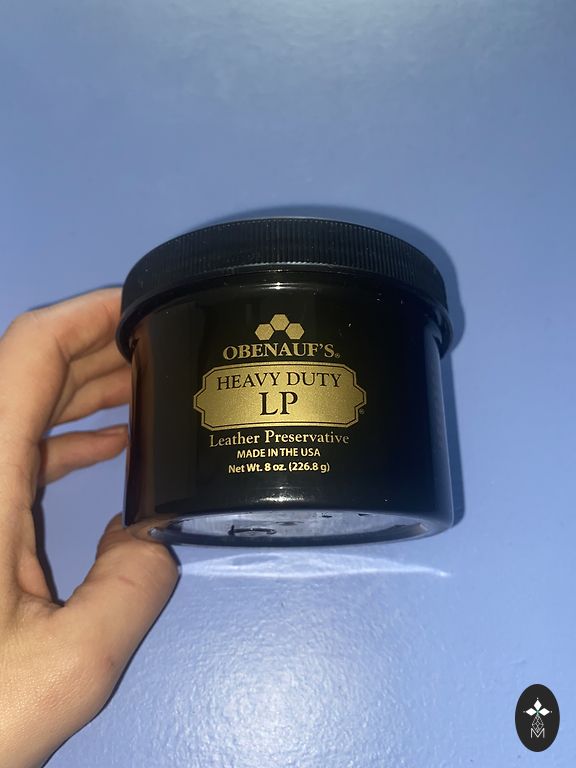 OBENAUF'S®
HEAVY DUTY
LP
®
Leather Preservative
MADE IN THE USA
Net Wt. 8 oz. (226.8 g)